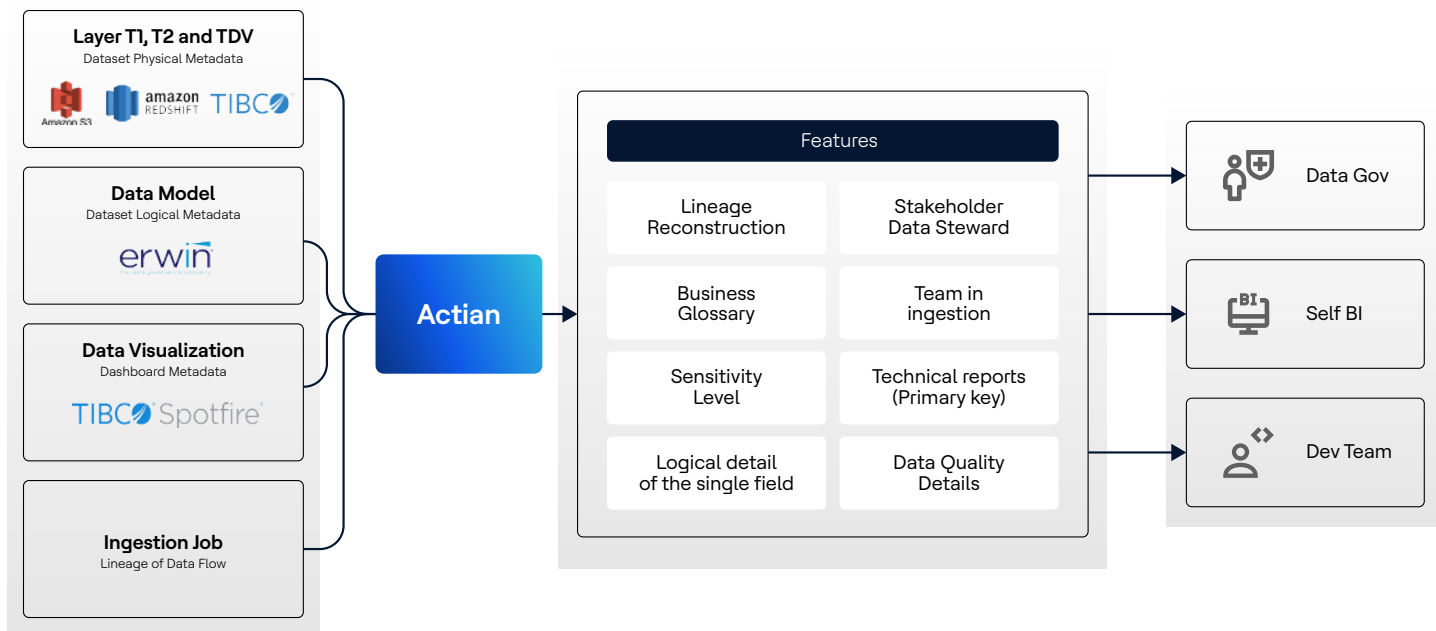 Layer T1, T2 and TDV
Dataset Physical Metadata
Amazon S3
amazon
REDSHIFT
TIBCO
Data Model
Dataset Logical Metadata
erwin
Data Visualization
Dashboard Metadata
TIBCO Spotfire
Ingestion Job
Lineage of Data Flow
Actian
Features
Lineage
Reconstruction
Stakeholder
Data Steward
Business
Glossary
Team in
ingestion
Sensitivity
Level
Technical reports
(Primary key)
Logical detail
of the single field
Data Quality
Details
Data Gov
BI
Self BI
Dev Team